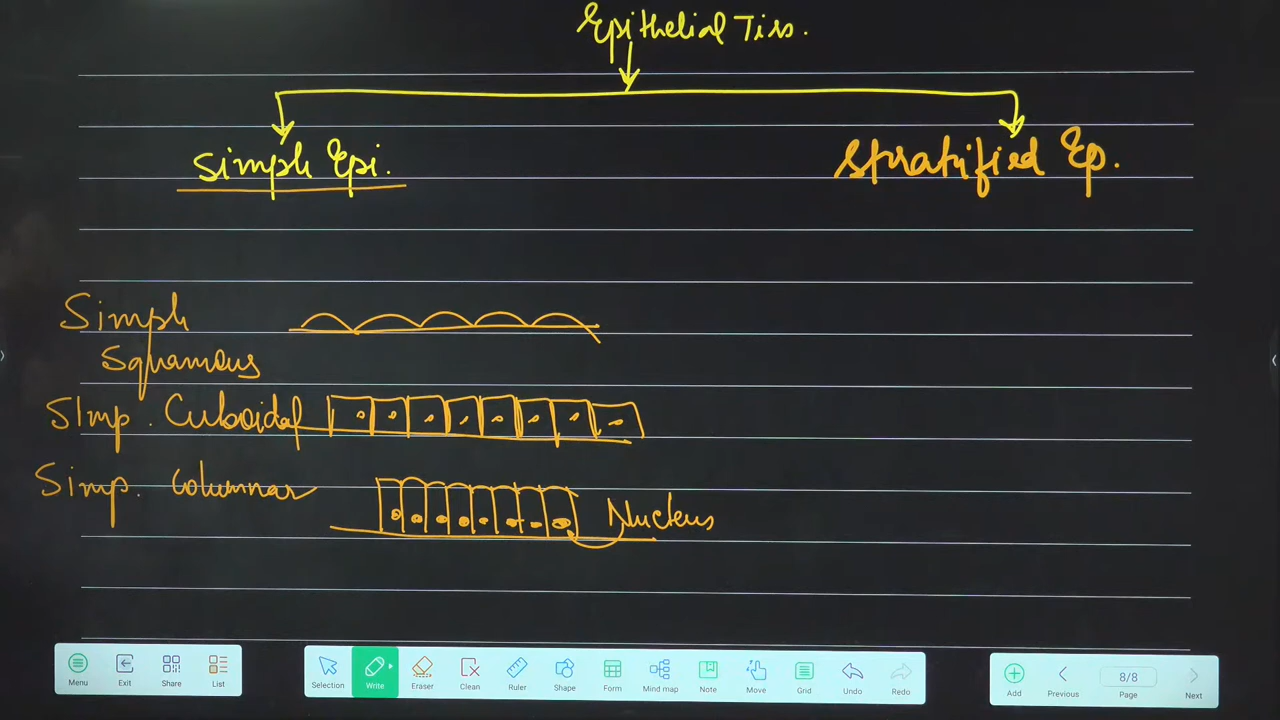 Epithelial Tiss.
Simple Epi.
Stratified Ep.
Simple
Squamous
SImp. Cuboidal
Simp. Columnar
Nucleus
Menu
Exit
Share
List
Selection
Write
Eraser
Clean
Ruler
Shape
Form
Mind map
Note
Move
Grid
Undo
Redo
Add
Previous
8/8
Page
Next